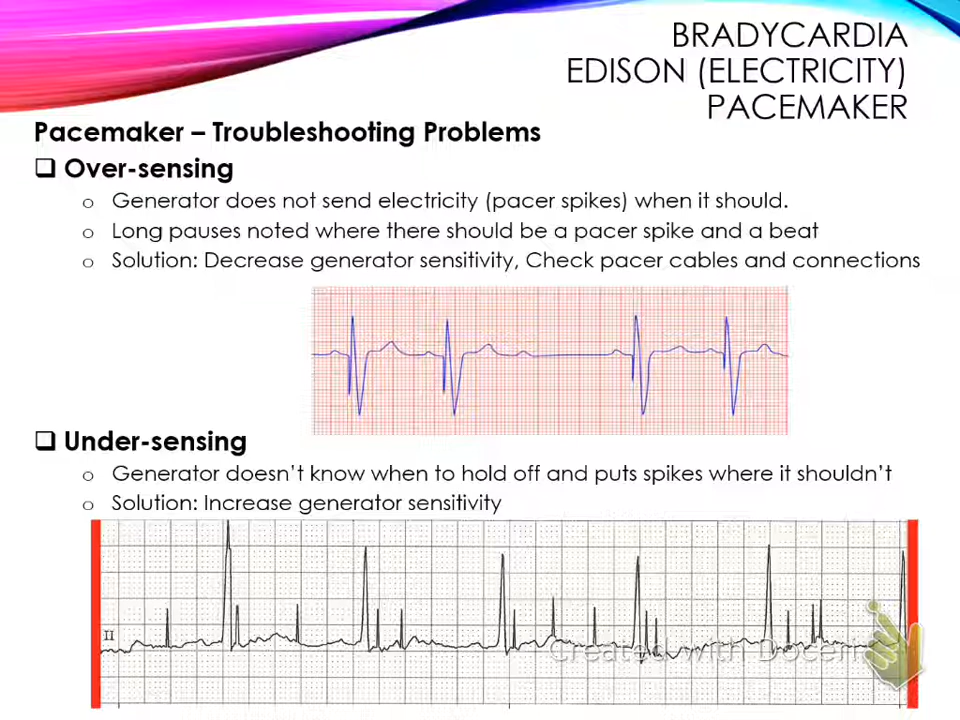 BRADYCARDIA
EDISON (ELECTRICITY)
PACEMAKER
Pacemaker – Troubleshooting Problems
Over-sensing
Generator does not send electricity (pacer spikes) when it should.
Long pauses noted where there should be a pacer spike and a beat
Solution: Decrease generator sensitivity, Check pacer cables and connections
Under-sensing
Generator doesn't know when to hold off and puts spikes where it shouldn't
Solution: Increase generator sensitivity
II
Created with